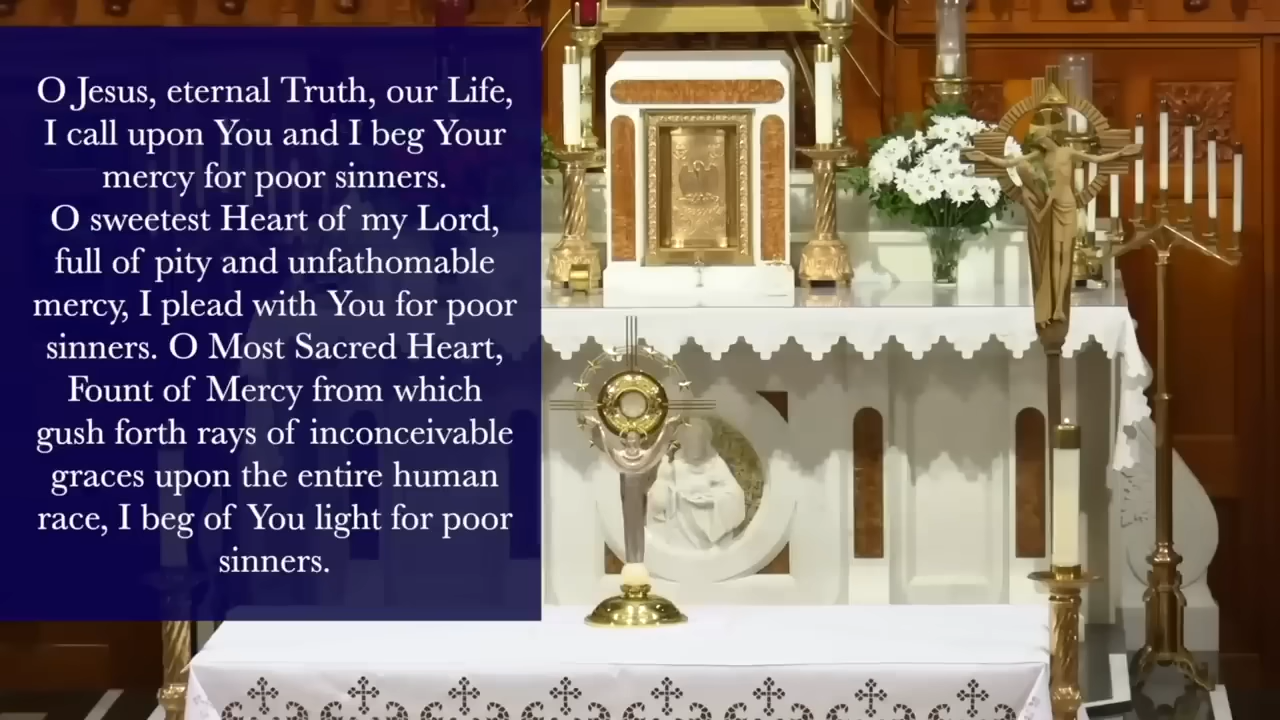 O Jesus, eternal Truth, our Life,
I call upon You and I beg Your
mercy for poor sinners.
O sweetest Heart of my Lord,
full of pity and unfathomable
mercy, I plead with You for poor
sinners. O Most Sacred Heart,
Fount of Mercy from which
gush forth rays of inconceivable
graces upon the entire human
race, I beg of You light for poor
sinners.